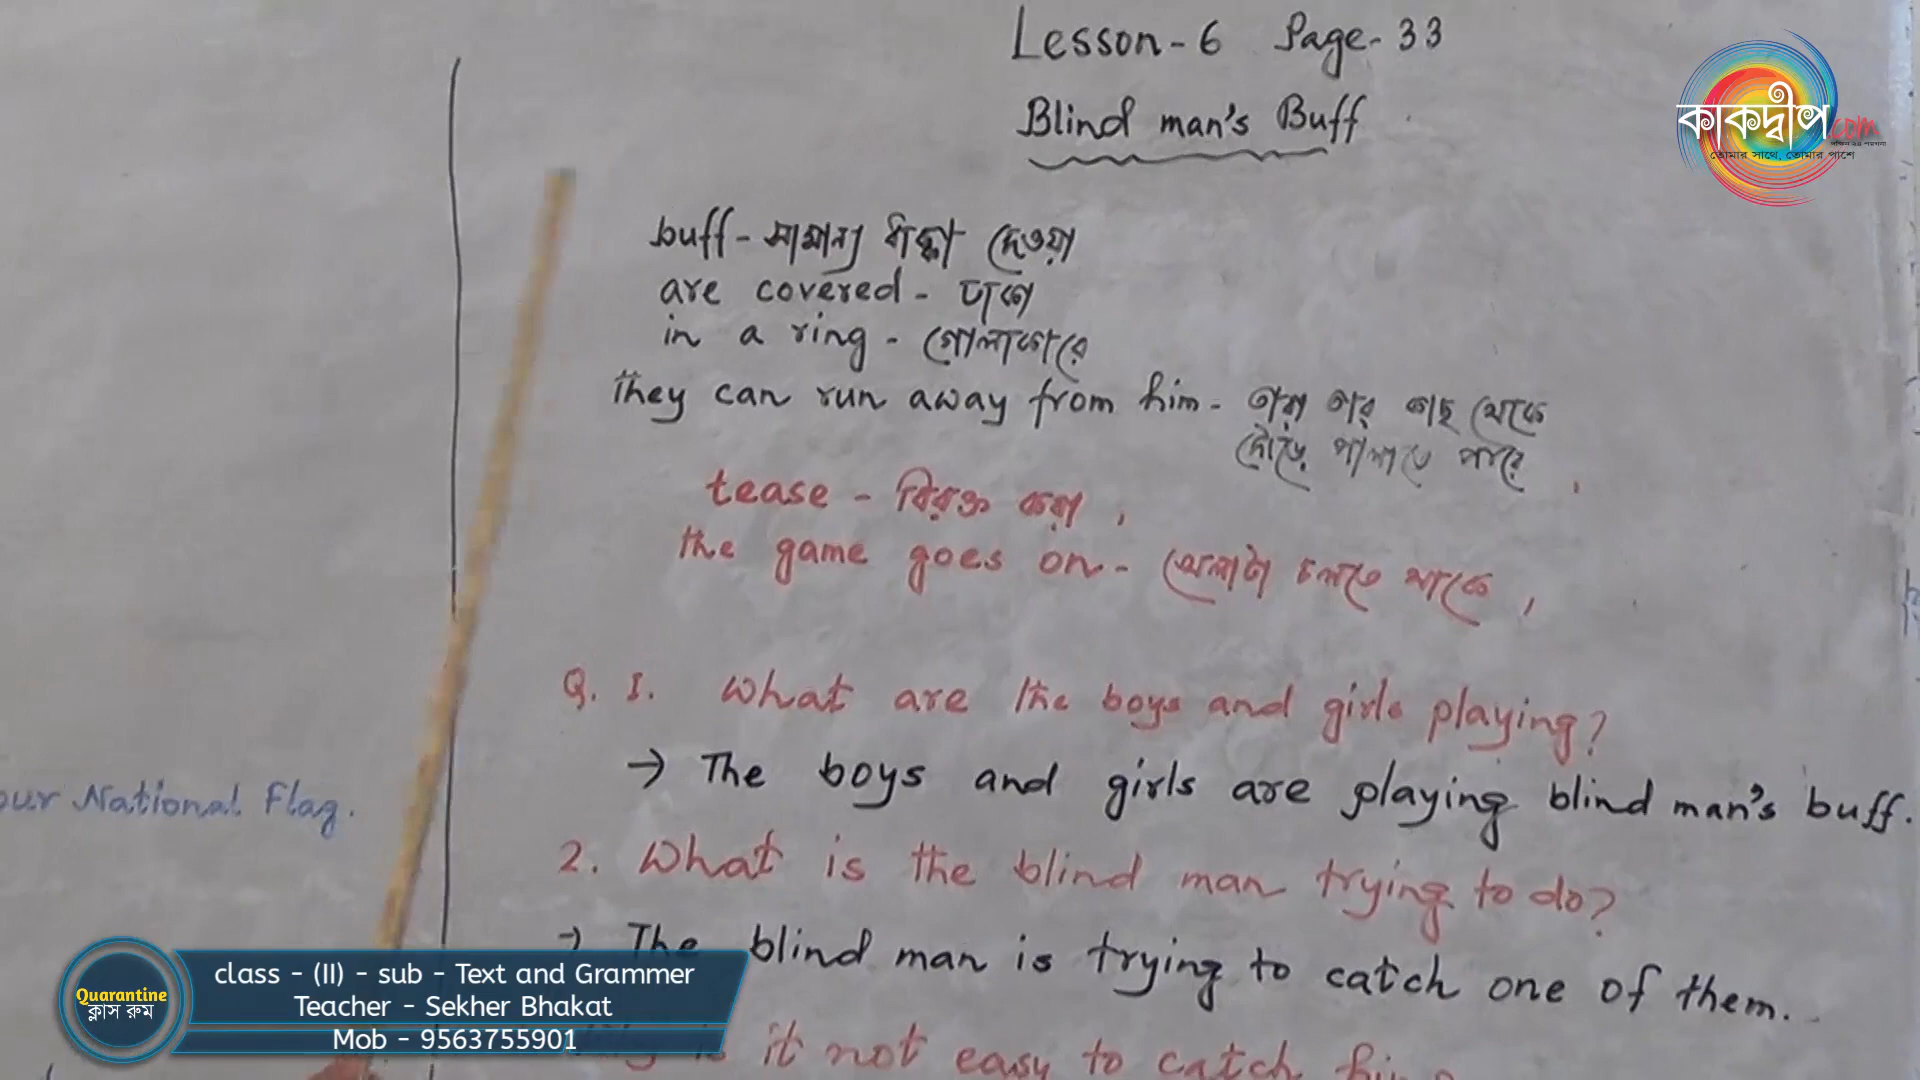 Lesson-6 Page-33
Blind man's Buff
কাকদ্বীপ.com
তোমার সাথে, তোমার পাশে
buff - সামান্য ধাক্কা দেওয়া
are covered - ঢাকা
in a ring - গোলাকারে
they can run away from him - তারা তার কাছ থেকে
দৌড়ে পালাতে পারে
tease - বিরক্ত করা,
the game goes on - খেলাটা চলতে থাকে,
Q. 1. What are the boys and girls playing?
→ The boys and girls are playing blind man's buff.
our National Flag.
2. What is the blind man trying to do?
→ The blind man is trying to catch one of them.
is it not easy to catch
Quarantine
ক্লাস রুম
class - (II) - sub - Text and Grammer
Teacher - Sekher Bhakat
Mob - 9563755901